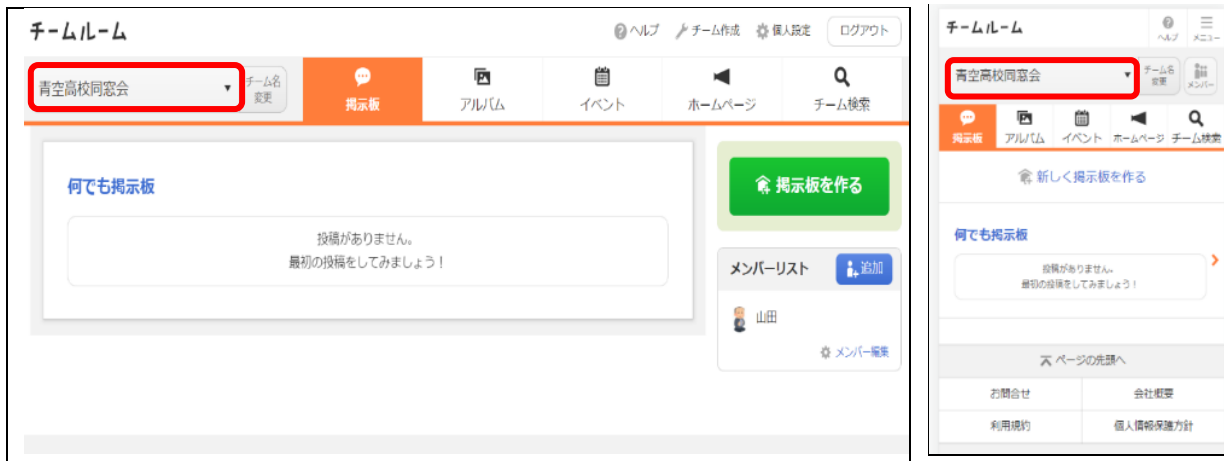 チームルーム
ヘルプ チーム作成 個人設定 ログアウト
青空高校同窓会 ▼ チーム名
変更
掲示板 アルバム イベント ホームページ チーム検索
何でも掲示板
投稿がありません。
最初の投稿をしてみましょう！
掲示板を作る
メンバーリスト 追加
山田
メンバー編集
チームルーム
ヘルプ メニュー
青空高校同窓会 ▼ チーム名
変更 メンバー
掲示板 アルバム イベント ホームページ チーム検索
新しく掲示板を作る
何でも掲示板
投稿がありません。
最初の投稿をしてみましょう！
ページの先頭へ
お問合せ 会社概要
利用規約 個人情報保護方針